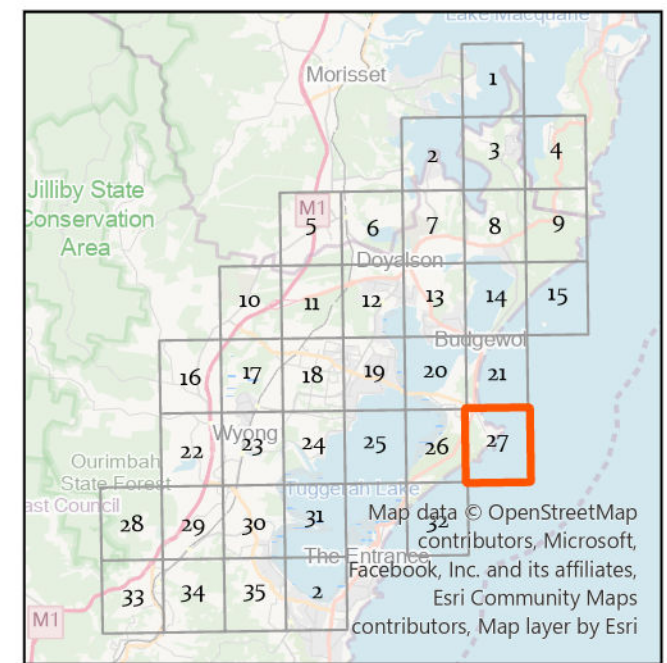 Lake Macquarie
Morisset
1
2
3
4
Jilliby State
Conservation
Area
M1
5
6
7
8
9
Doyalson
10
11
12
13
14
15
Budgewoi
16
17
18
19
20
21
Wyong
22
23
24
25
26
27
Ourimbah
State Forest
ast Council
Tuggerah Lake
28
29
30
31
32
The Entrance
33
34
35
2
M1
Map data © OpenStreetMap
contributors, Microsoft,
Facebook, Inc. and its affiliates,
Esri Community Maps
contributors, Map layer by Esri